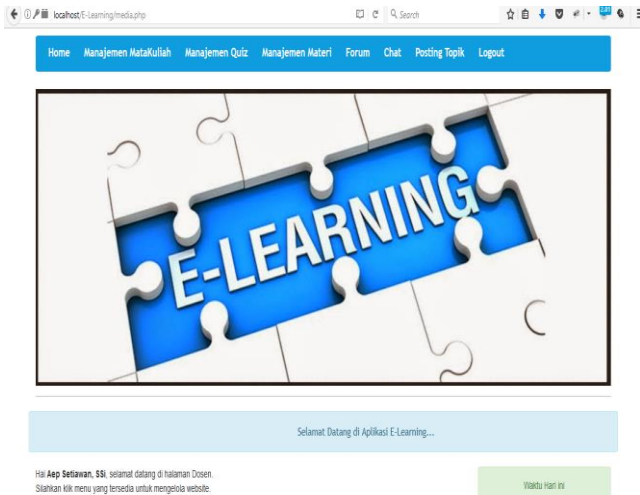 localhost/E-Learning/media.php
Search
Home Manajemen MataKuliah Manajemen Quiz Manajemen Materi Forum Chat Posting Topik Logout
E-LEARNING
Selamat Datang di Aplikasi E-Learning....
Hai Aep Setiawan, SSi, selamat datang di halaman Dosen.
Silahkan klik menu yang tersedia untuk mengelola website.
Waktu Hari ini